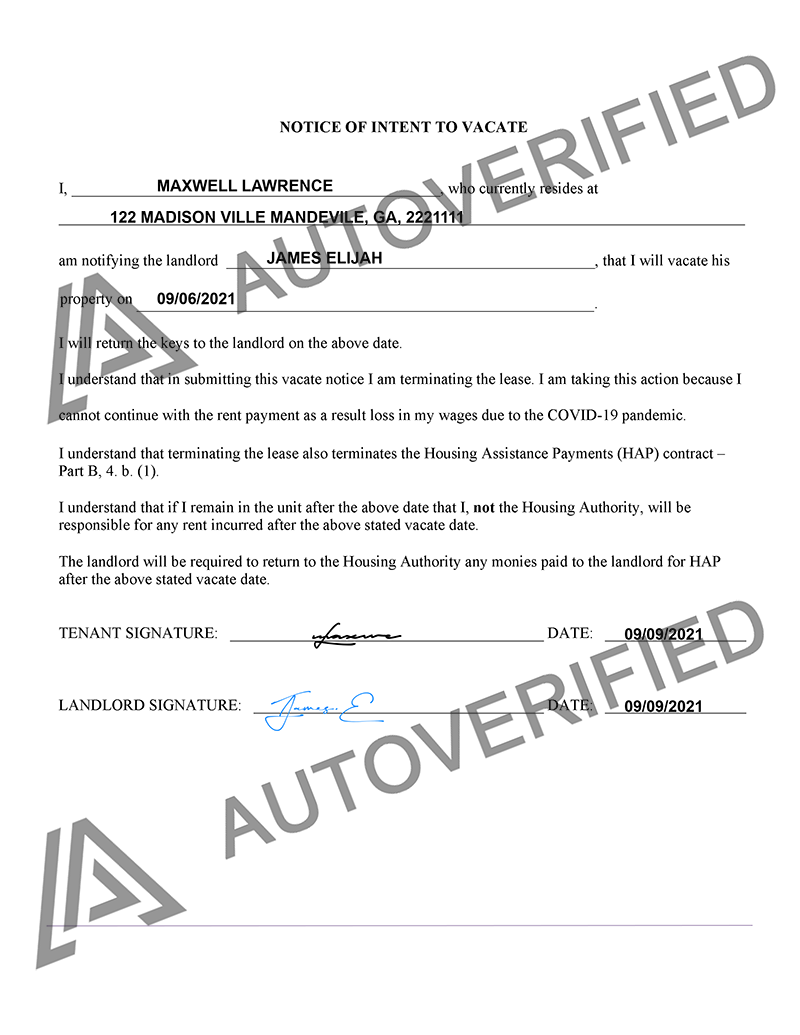 NOTICE OF INTENT TO VACATE
I, MAXWELL LAWRENCE, who currently resides at
122 MADISON VILLE MANDEVILE, GA, 2221111
am notifying the landlord JAMES ELIJAH, that I will vacate his
property on 09/06/2021.
I will return the keys to the landlord on the above date.
I understand that in submitting this vacate notice I am terminating the lease. I am taking this action because I
cannot continue with the rent payment as a result loss in my wages due to the COVID-19 pandemic.
I understand that terminating the lease also terminates the Housing Assistance Payments (HAP) contract –
Part B, 4. b. (1).
I understand that if I remain in the unit after the above date that I, not the Housing Authority, will be
responsible for any rent incurred after the above stated vacate date.
The landlord will be required to return to the Housing Authority any monies paid to the landlord for HAP
after the above stated vacate date.
TENANT SIGNATURE: DATE: 09/09/2021
LANDLORD SIGNATURE: James E DATE: 09/09/2021
AUTOVERIFIED
AUTOVERIFIED